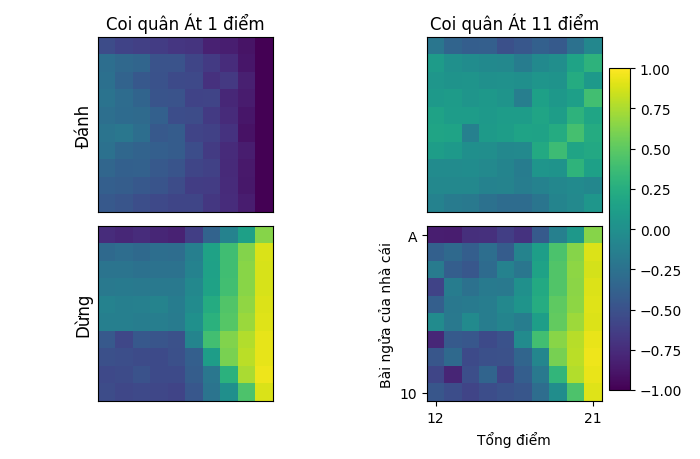 Coi quân Át 1 điểm
Coi quân Át 11 điểm
Đánh
Dừng
Bài ngửa của nhà cái
A
10
12
21
Tổng điểm
1.00
0.75
0.50
0.25
0.00
−0.25
−0.50
−0.75
−1.00